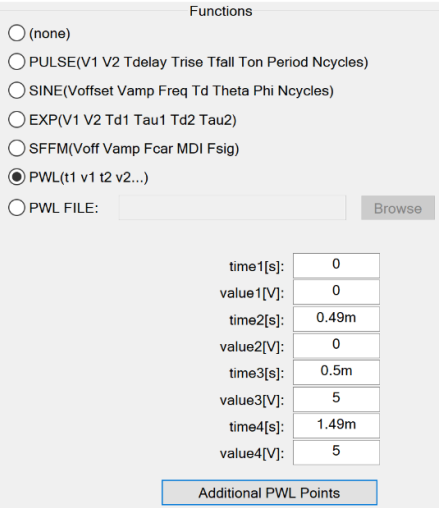 Functions
(none)
PULSE(V1 V2 Tdelay Trise Tfall Ton Period Ncycles)
SINE(Voffset Vamp Freq Td Theta Phi Ncycles)
EXP(V1 V2 Td1 Tau1 Td2 Tau2)
SFFM(Voff Vamp Fcar MDI Fsig)
PWL(t1 v1 t2 v2...)
PWL FILE: Browse
time1[s]: 0
value1[V]: 0
time2[s]: 0.49m
value2[V]: 0
time3[s]: 0.5m
value3[V]: 5
time4[s]: 1.49m
value4[V]: 5
Additional PWL Points